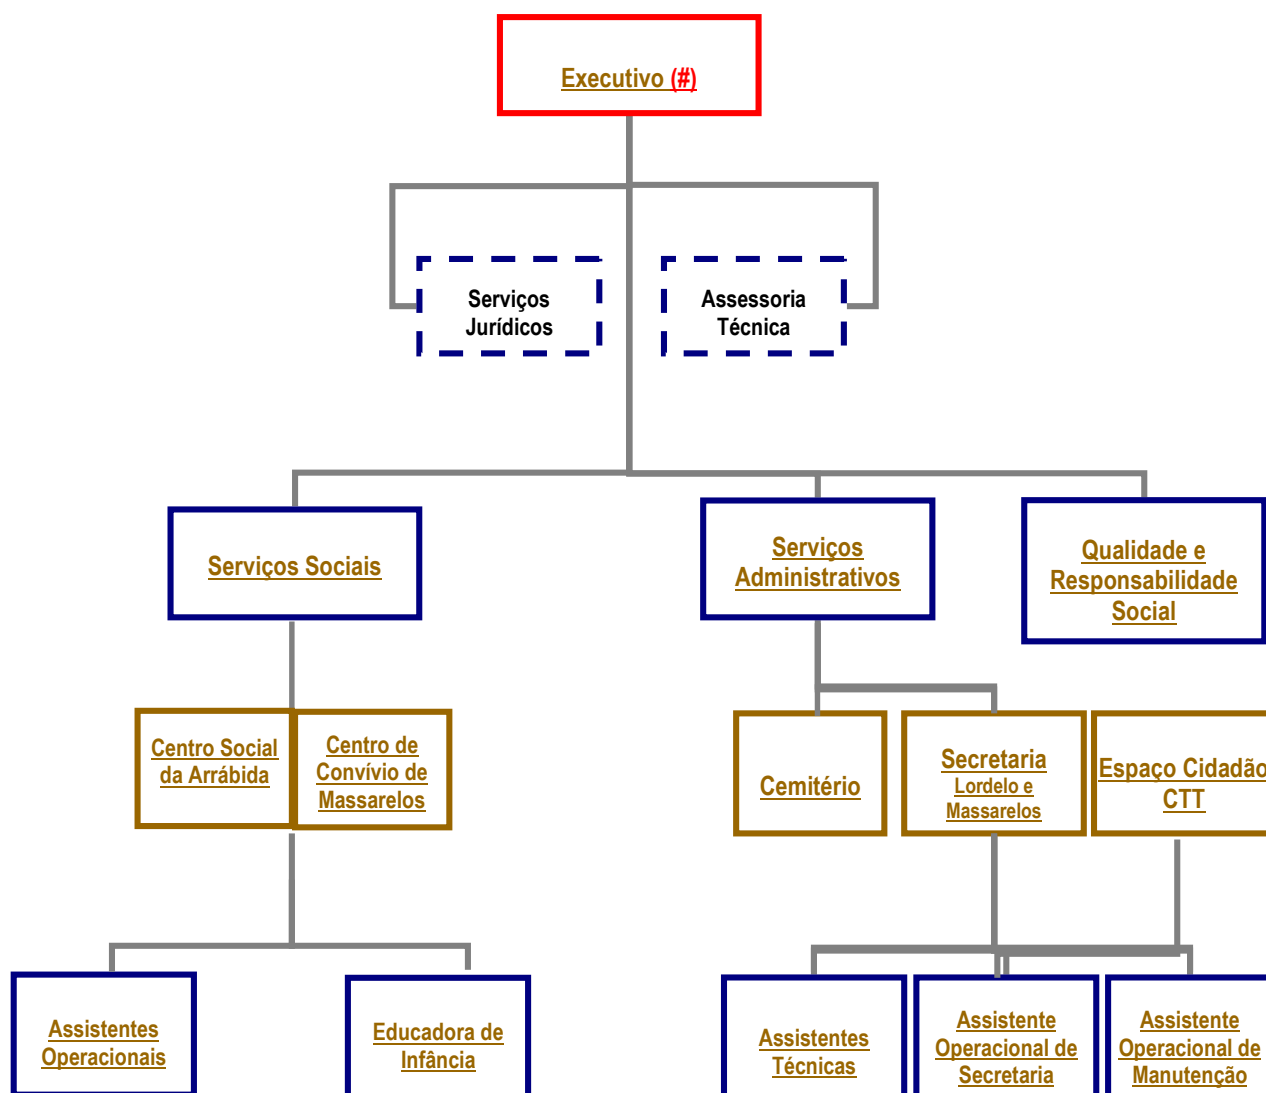 Executivo (#)
Serviços
Jurídicos
Assessoria
Técnica
Serviços Sociais
Serviços
Administrativos
Qualidade e
Responsabilidade
Social
Centro Social
da Arrábida
Centro de
Convívio de
Massarelos
Cemitério
Secretaria
Lordelo e
Massarelos
Espaço Cidadão
CTT
Assistentes
Operacionais
Educadora de
Infância
Assistentes
Técnicas
Assistente
Operacional de
Secretaria
Assistente
Operacional de
Manutenção